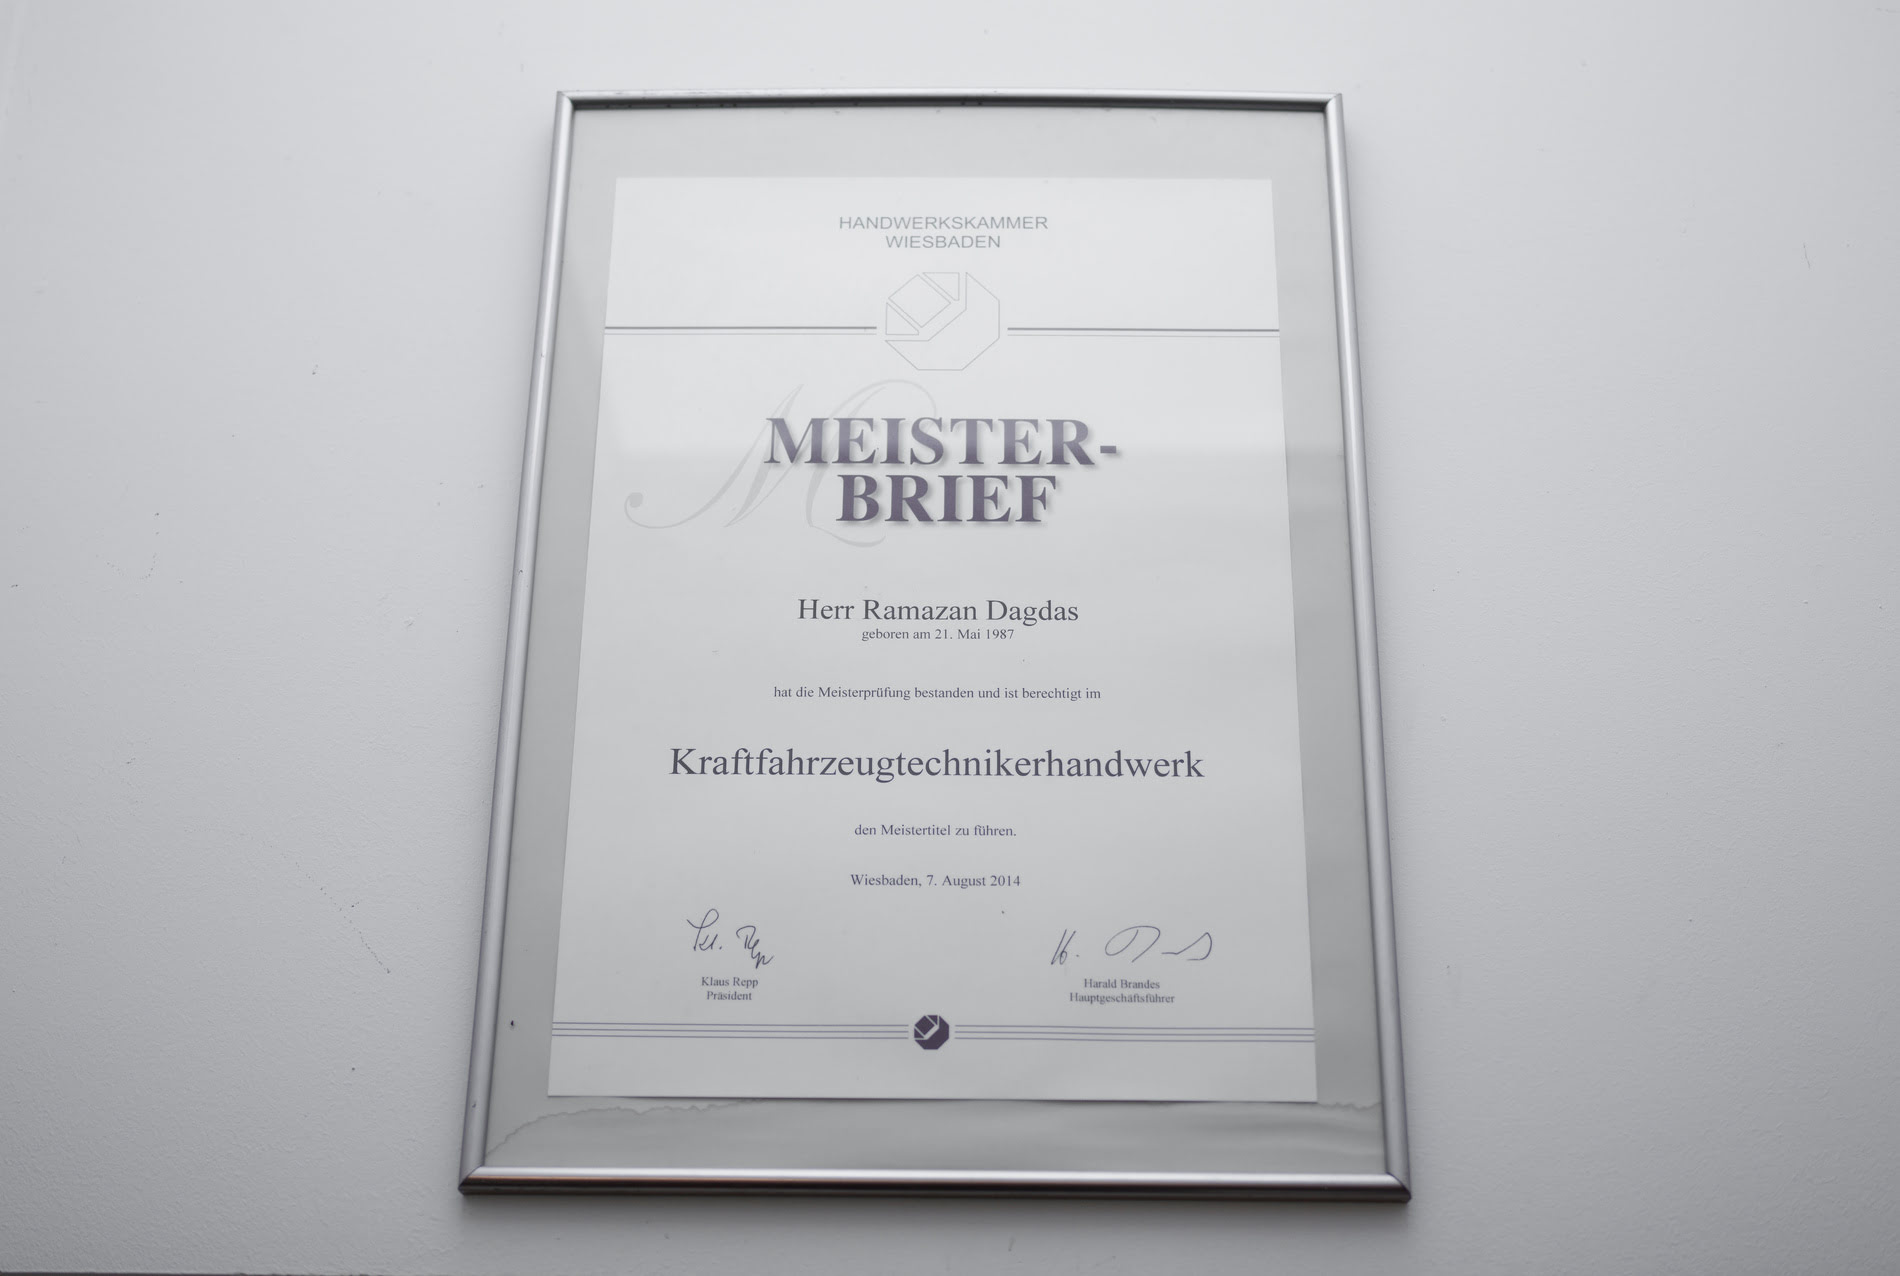 HANDWERKSKAMMER
WIESBADEN
MEISTER-
BRIEF
Herr Ramazan Dagdas
geboren am 21. Mai 1987
hat die Meisterprüfung bestanden und ist berechtigt im
Kraftfahrzeugtechnikerhandwerk
den Meistertitel zu führen.
Wiesbaden, 7. August 2014
Kl. Repp
Klaus Repp
Präsident
Harald Brandes
Hauptgeschäftsführer